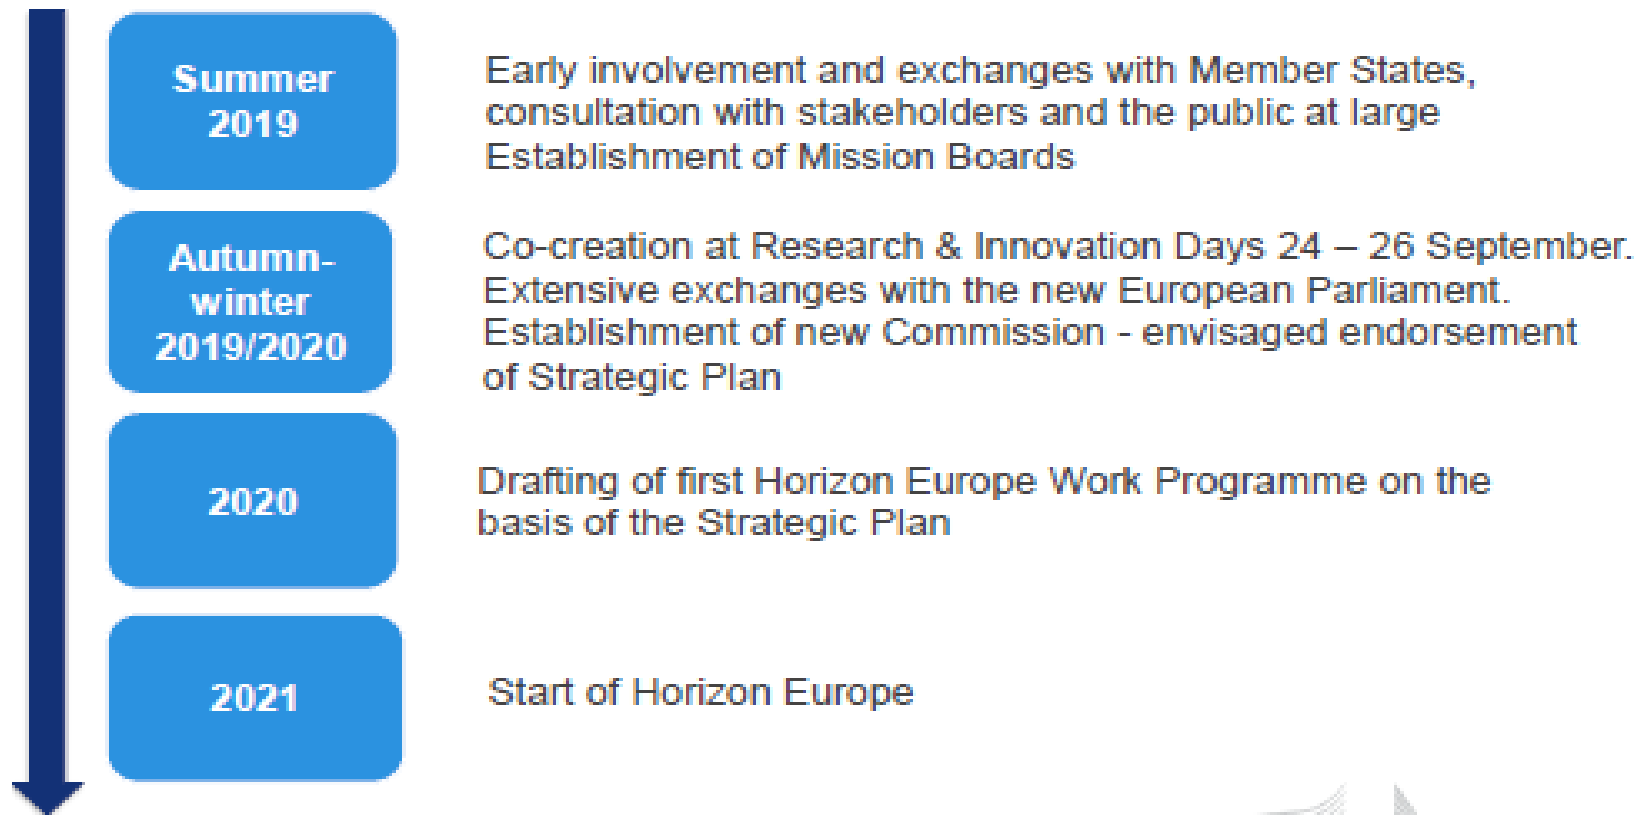 Summer
2019
Early involvement and exchanges with Member States,
consultation with stakeholders and the public at large
Establishment of Mission Boards
Autumn-
winter
2019/2020
Co-creation at Research & Innovation Days 24 – 26 September.
Extensive exchanges with the new European Parliament.
Establishment of new Commission - envisaged endorsement
of Strategic Plan
2020
Drafting of first Horizon Europe Work Programme on the
basis of the Strategic Plan
2021
Start of Horizon Europe